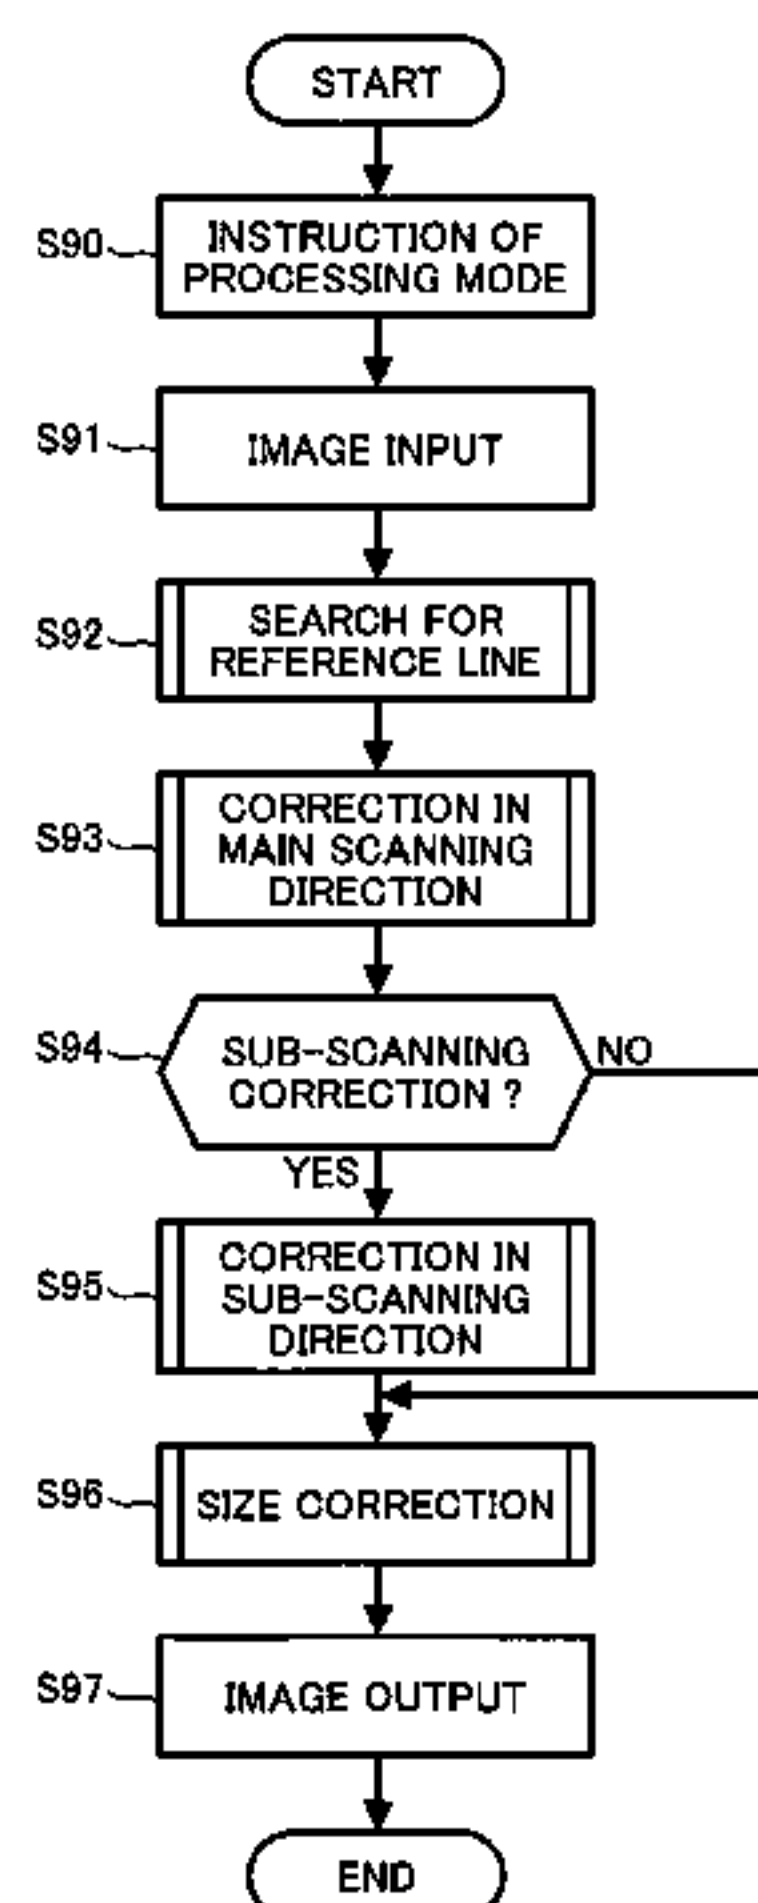 START
S90
INSTRUCTION OF
PROCESSING MODE
S91
IMAGE INPUT
S92
SEARCH FOR
REFERENCE LINE
S93
CORRECTION IN
MAIN SCANNING
DIRECTION
S94
SUB-SCANNING
CORRECTION ?
NO
YES
S95
CORRECTION IN
SUB-SCANNING
DIRECTION
S96
SIZE CORRECTION
S97
IMAGE OUTPUT
END